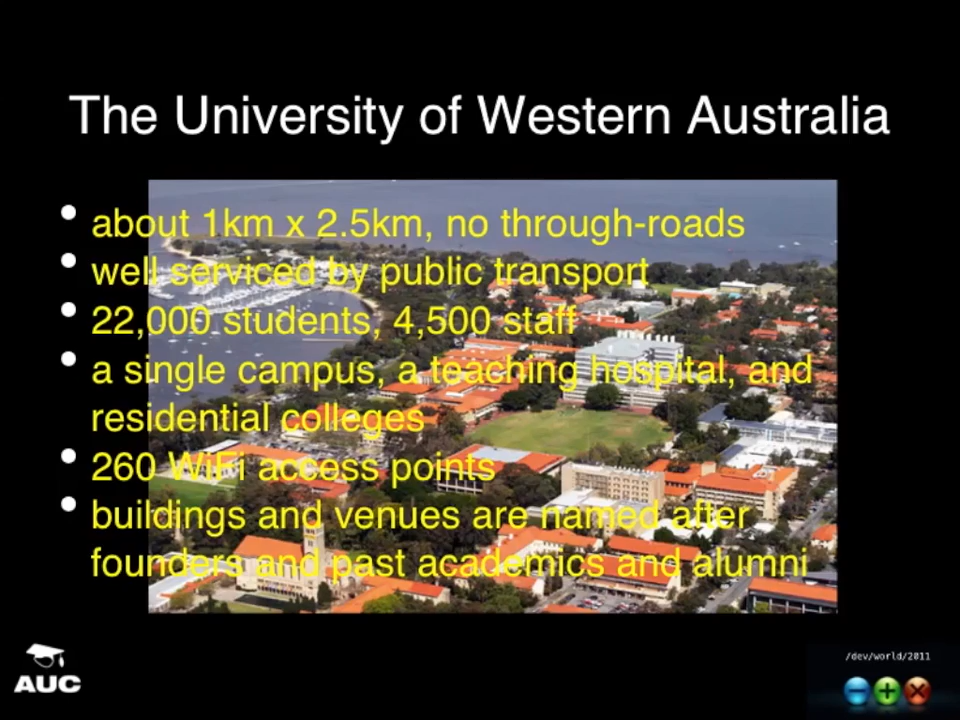 The University of Western Australia
• about 1km x 2.5km, no through-roads
• well serviced by public transport
• 22,000 students, 4,500 staff
• a single campus, a teaching hospital, and
residential colleges
• 260 WiFi access points
• buildings and venues are named after
founders and past academics and alumni
AUC
/dev/world/2011